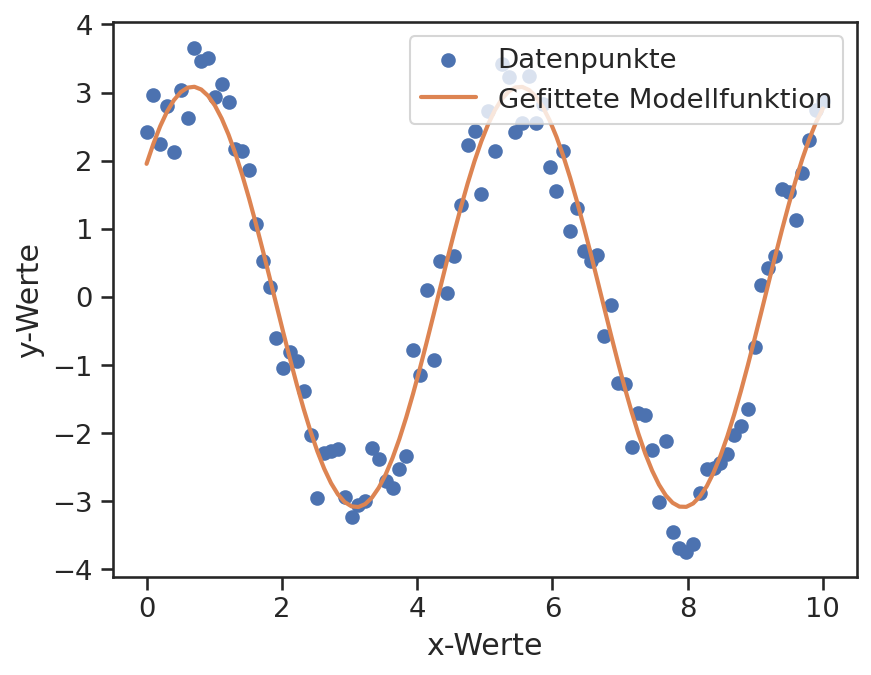 Datenpunkte
Gefittete Modellfunktion
4
3
2
1
0
−1
−2
−3
−4
y-Werte
0 2 4 6 8 10
x-Werte